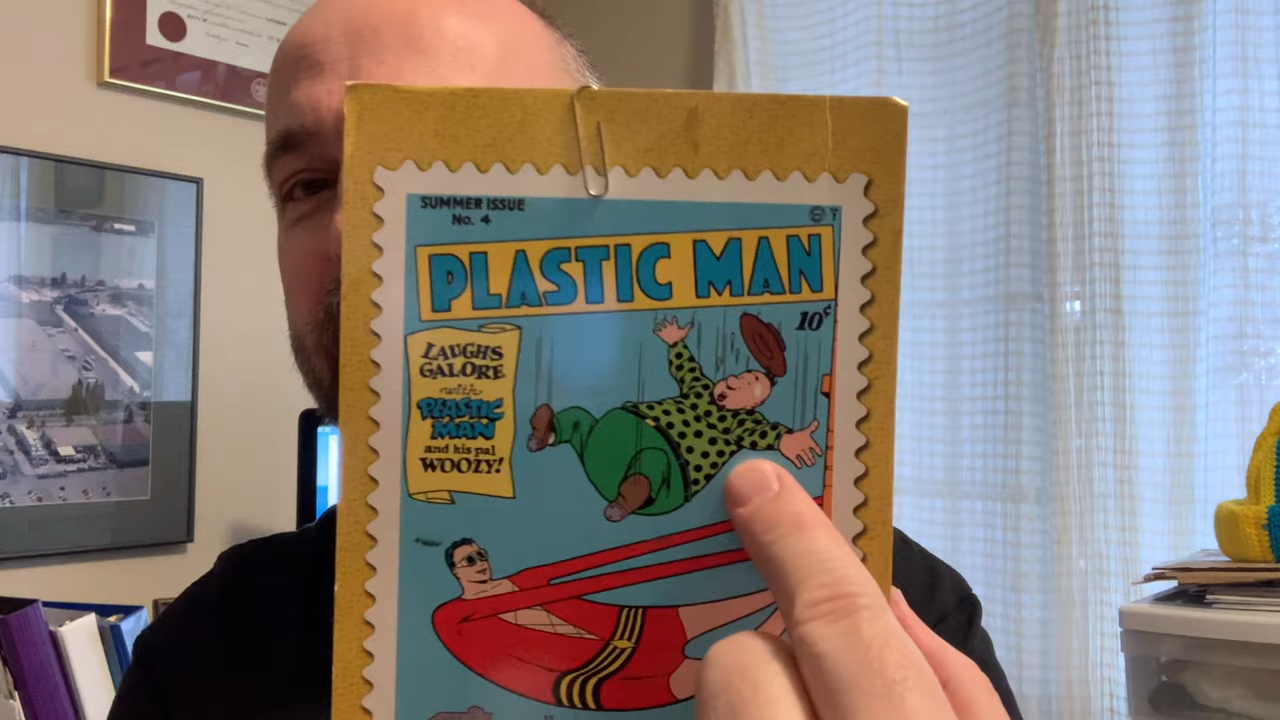 SUMMER ISSUE
No. 4
PLASTIC MAN
10¢
LAUGHS
GALORE
with
PLASTIC
MAN
and his pal
WOOZY!